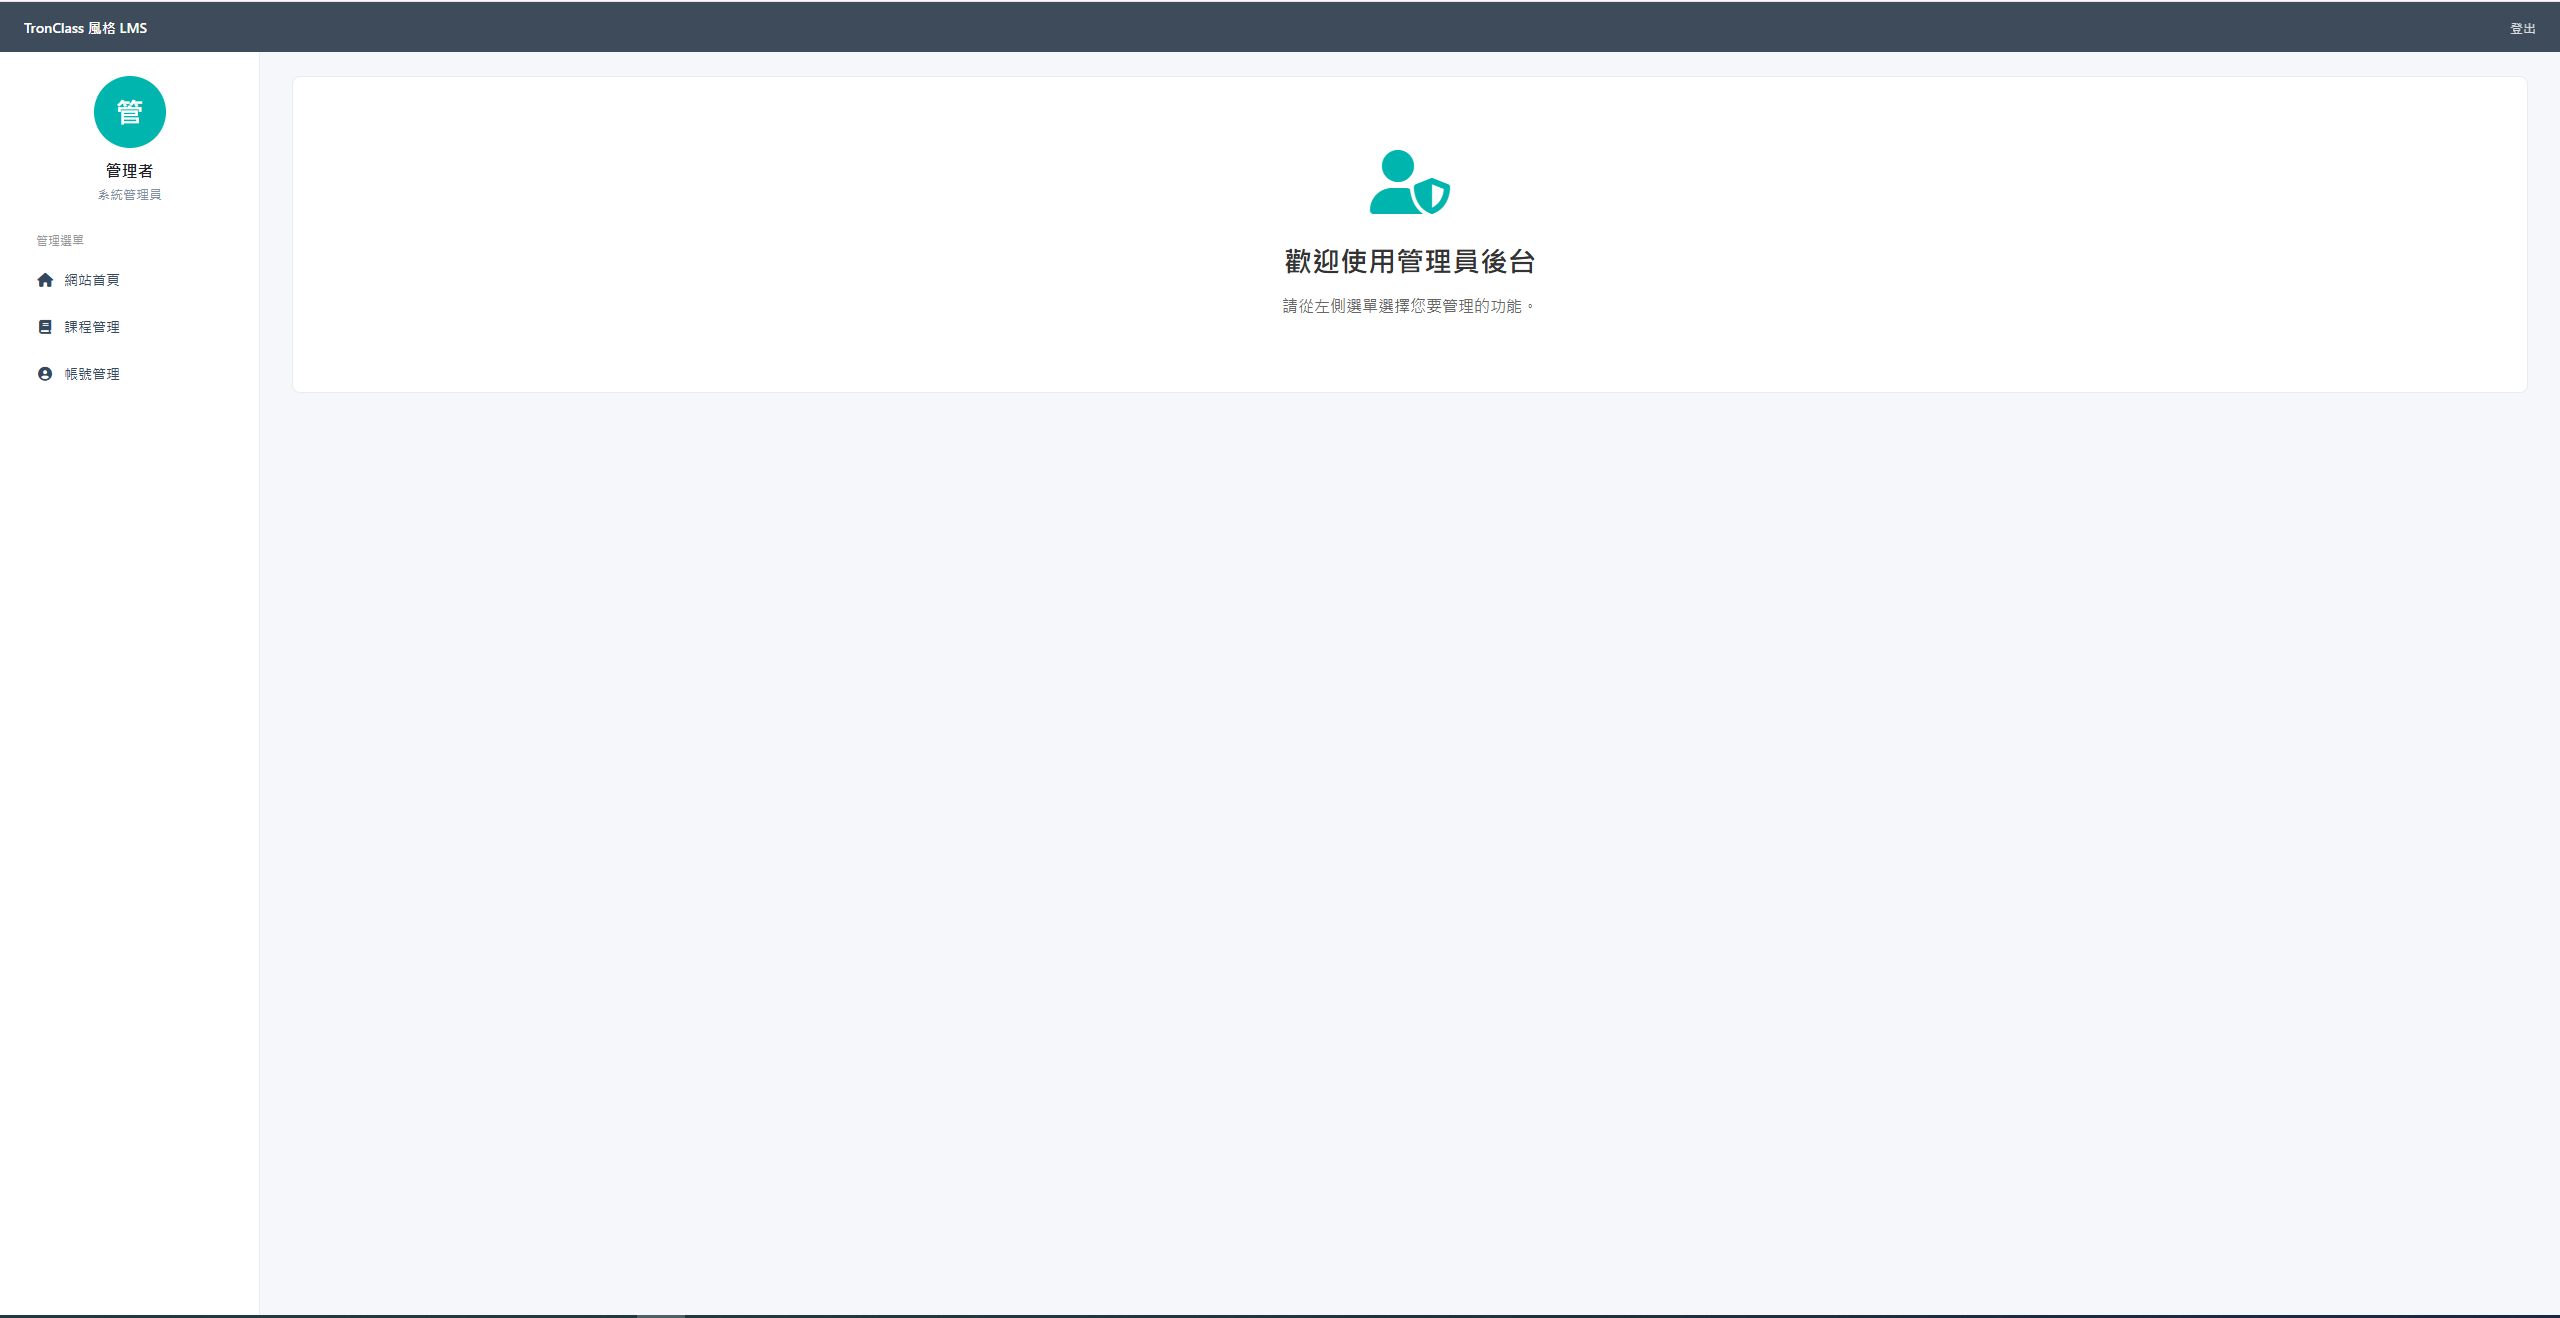 TronClass 風格 LMS
登出
管
管理者
系統管理員
管理選單
網站首頁
課程管理
帳號管理
歡迎使用管理員後台
請從左側選單選擇您要管理的功能。